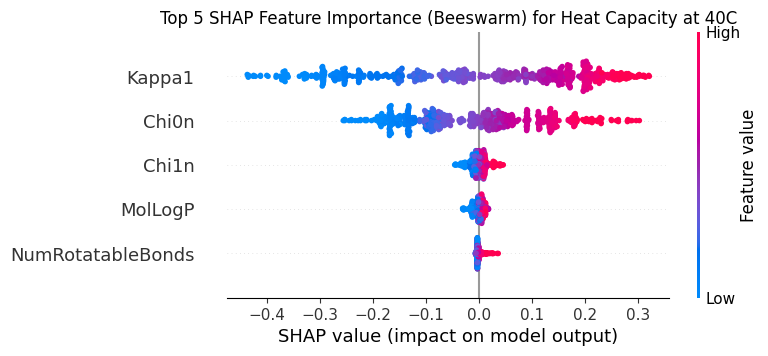 Top 5 SHAP Feature Importance (Beeswarm) for Heat Capacity at 40C
High
Kappa1
Chi0n
Chi1n
MolLogP
NumRotatableBonds
Feature value
Low
−0.4 −0.3 −0.2 −0.1 0.0 0.1 0.2 0.3
SHAP value (impact on model output)